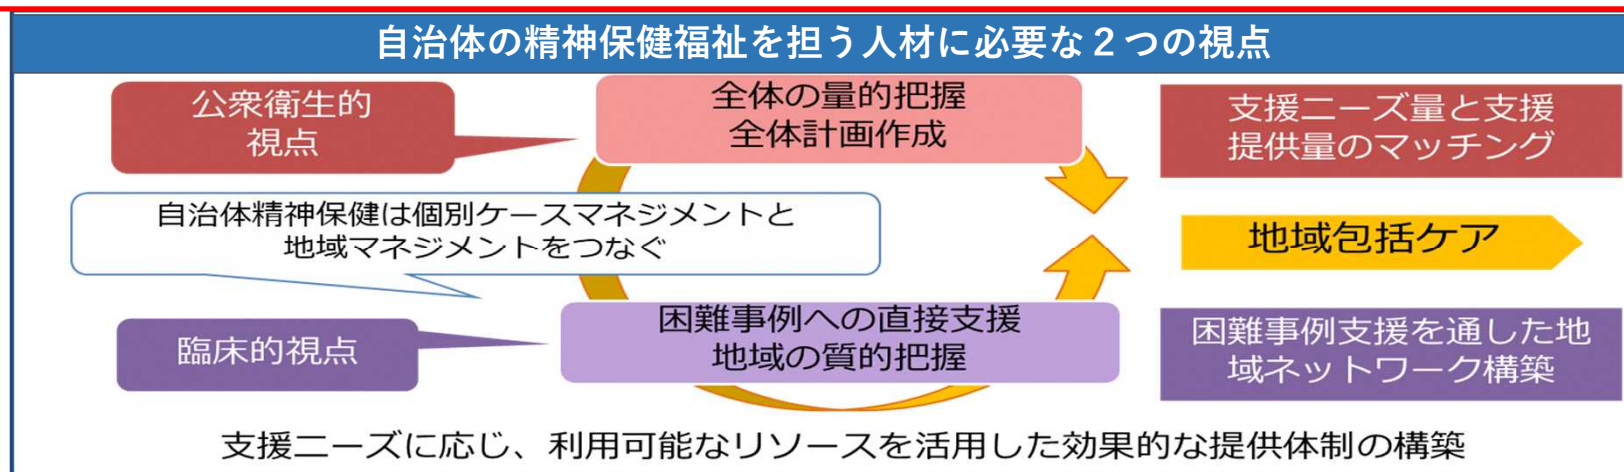 自治体の精神保健福祉を担う人材に必要な２つの視点
公衆衛生的
視点
全体の量的把握
全体計画作成
支援ニーズ量と支援
提供量のマッチング
自治体精神保健は個別ケースマネジメントと
地域マネジメントをつなぐ
地域包括ケア
臨床的視点
困難事例への直接支援
地域の質的把握
困難事例支援を通した地
域ネットワーク構築
支援ニーズに応じ、利用可能なリソースを活用した効果的な提供体制の構築